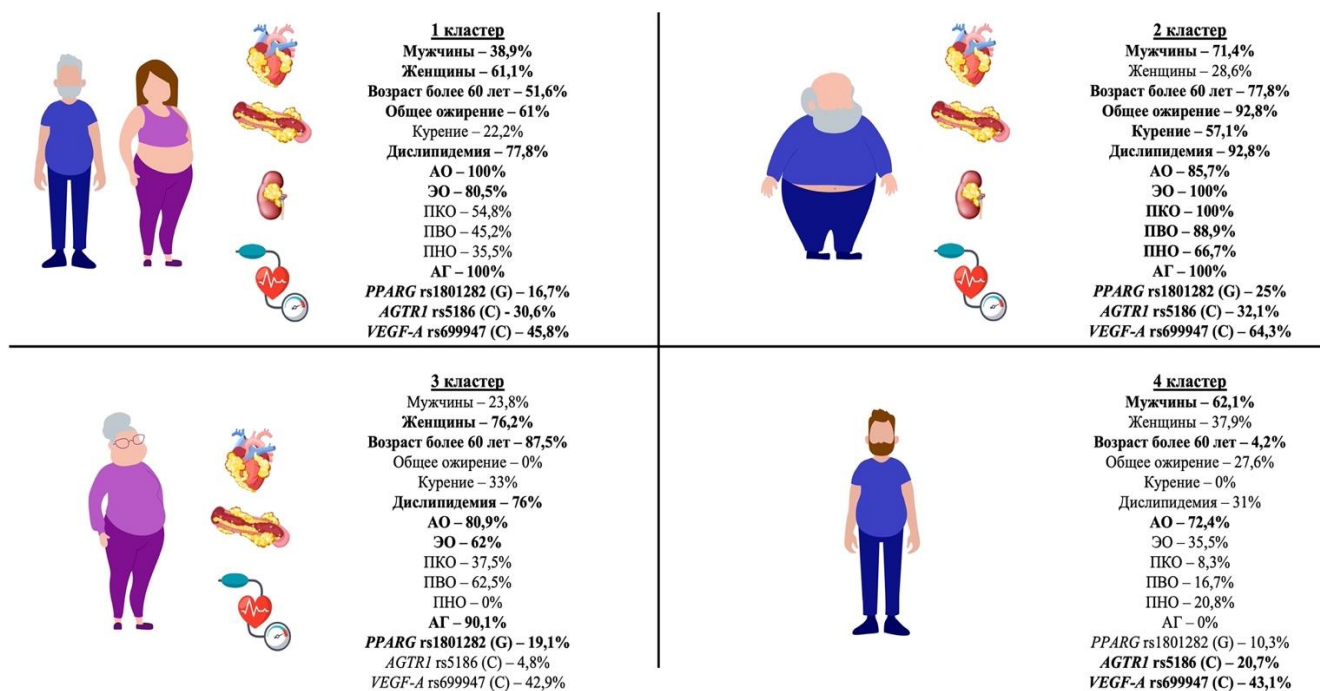 1 кластер
Мужчины – 38,9%
Женщины – 61,1%
Возраст более 60 лет – 51,6%
Общее ожирение – 61%
Курение – 22,2%
Дислипидемия – 77,8%
АО – 100%
ЭО – 80,5%
ПКО – 54,8%
ПВО – 45,2%
ПНО – 35,5%
АГ – 100%
PPARG rs1801282 (G) – 16,7%
AGTR1 rs5186 (C) - 30,6%
VEGF-A rs699947 (C) – 45,8%
2 кластер
Мужчины – 71,4%
Женщины – 28,6%
Возраст более 60 лет – 77,8%
Общее ожирение – 92,8%
Курение – 57,1%
Дислипидемия – 92,8%
АО – 85,7%
ЭО – 100%
ПКО – 100%
ПВО – 88,9%
ПНО – 66,7%
АГ – 100%
PPARG rs1801282 (G) – 25%
AGTR1 rs5186 (C) – 32,1%
VEGF-A rs699947 (C) – 64,3%
3 кластер
Мужчины – 23,8%
Женщины – 76,2%
Возраст более 60 лет – 87,5%
Общее ожирение – 0%
Курение – 33%
Дислипидемия – 76%
АО – 80,9%
ЭО – 62%
ПКО – 37,5%
ПВО – 62,5%
ПНО – 0%
АГ – 90,1%
PPARG rs1801282 (G) – 19,1%
AGTR1 rs5186 (C) – 4,8%
VEGF-A rs699947 (C) – 42,9%
4 кластер
Мужчины – 62,1%
Женщины – 37,9%
Возраст более 60 лет – 4,2%
Общее ожирение – 27,6%
Курение – 0%
Дислипидемия – 31%
АО – 72,4%
ЭО – 35,5%
ПКО – 8,3%
ПВО – 16,7%
ПНО – 20,8%
АГ – 0%
PPARG rs1801282 (G) – 10,3%
AGTR1 rs5186 (C) – 20,7%
VEGF-A rs699947 (C) – 43,1%